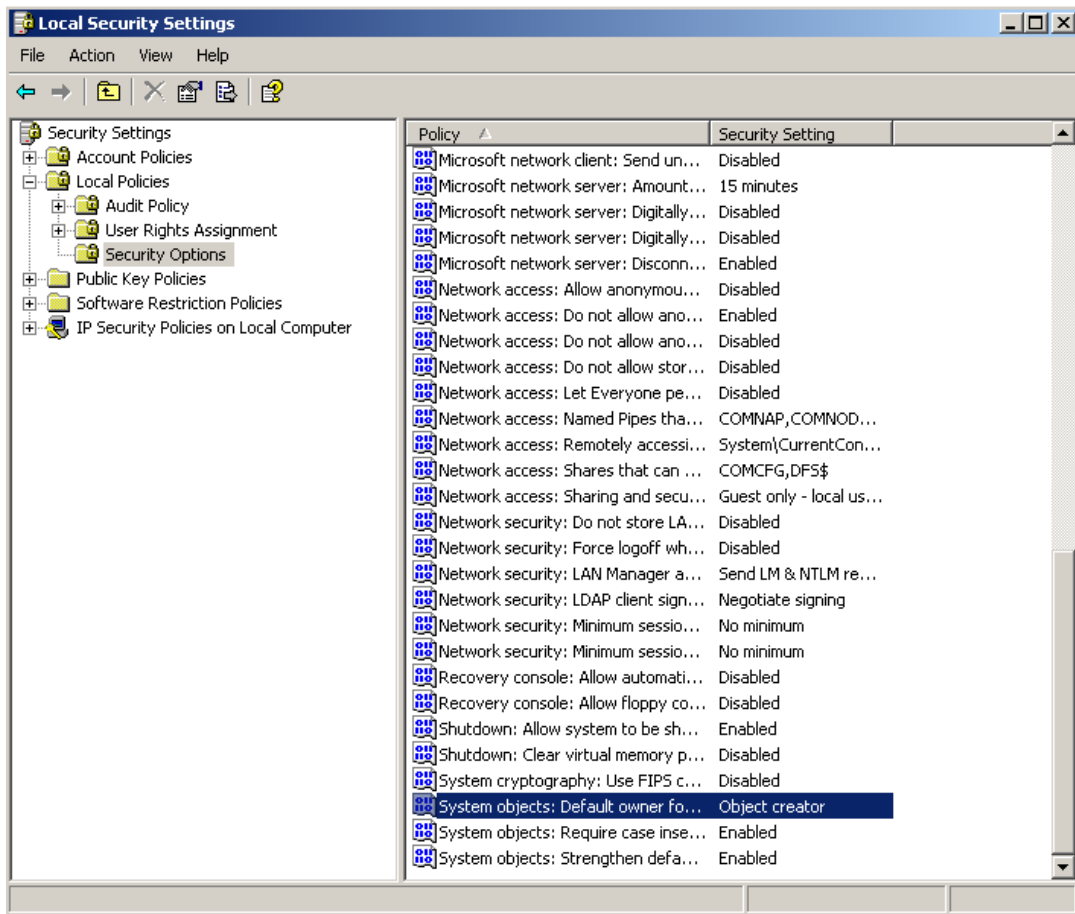 Local Security Settings
File Action View Help
Security Settings
Account Policies
Local Policies
Audit Policy
User Rights Assignment
Security Options
Public Key Policies
Software Restriction Policies
IP Security Policies on Local Computer
Policy Security Setting
Microsoft network client: Send un... Disabled
Microsoft network server: Amount... 15 minutes
Microsoft network server: Digitally... Disabled
Microsoft network server: Digitally... Disabled
Microsoft network server: Disconn... Enabled
Network access: Allow anonymou... Disabled
Network access: Do not allow ano... Enabled
Network access: Do not allow ano... Disabled
Network access: Do not allow stor... Disabled
Network access: Let Everyone pe... Disabled
Network access: Named Pipes tha... COMNAP,COMNOD...
Network access: Remotely accessi... System\CurrentCon...
Network access: Shares that can ... COMCFG,DFS$
Network access: Sharing and secu... Guest only - local us...
Network security: Do not store LA... Disabled
Network security: Force logoff wh... Disabled
Network security: LAN Manager a... Send LM & NTLM re...
Network security: LDAP client sign... Negotiate signing
Network security: Minimum sessio... No minimum
Network security: Minimum sessio... No minimum
Recovery console: Allow automati... Disabled
Recovery console: Allow floppy co... Disabled
Shutdown: Allow system to be sh... Enabled
Shutdown: Clear virtual memory p... Disabled
System cryptography: Use FIPS c... Disabled
System objects: Default owner fo... Object creator
System objects: Require case inse... Enabled
System objects: Strengthen defa... Enabled